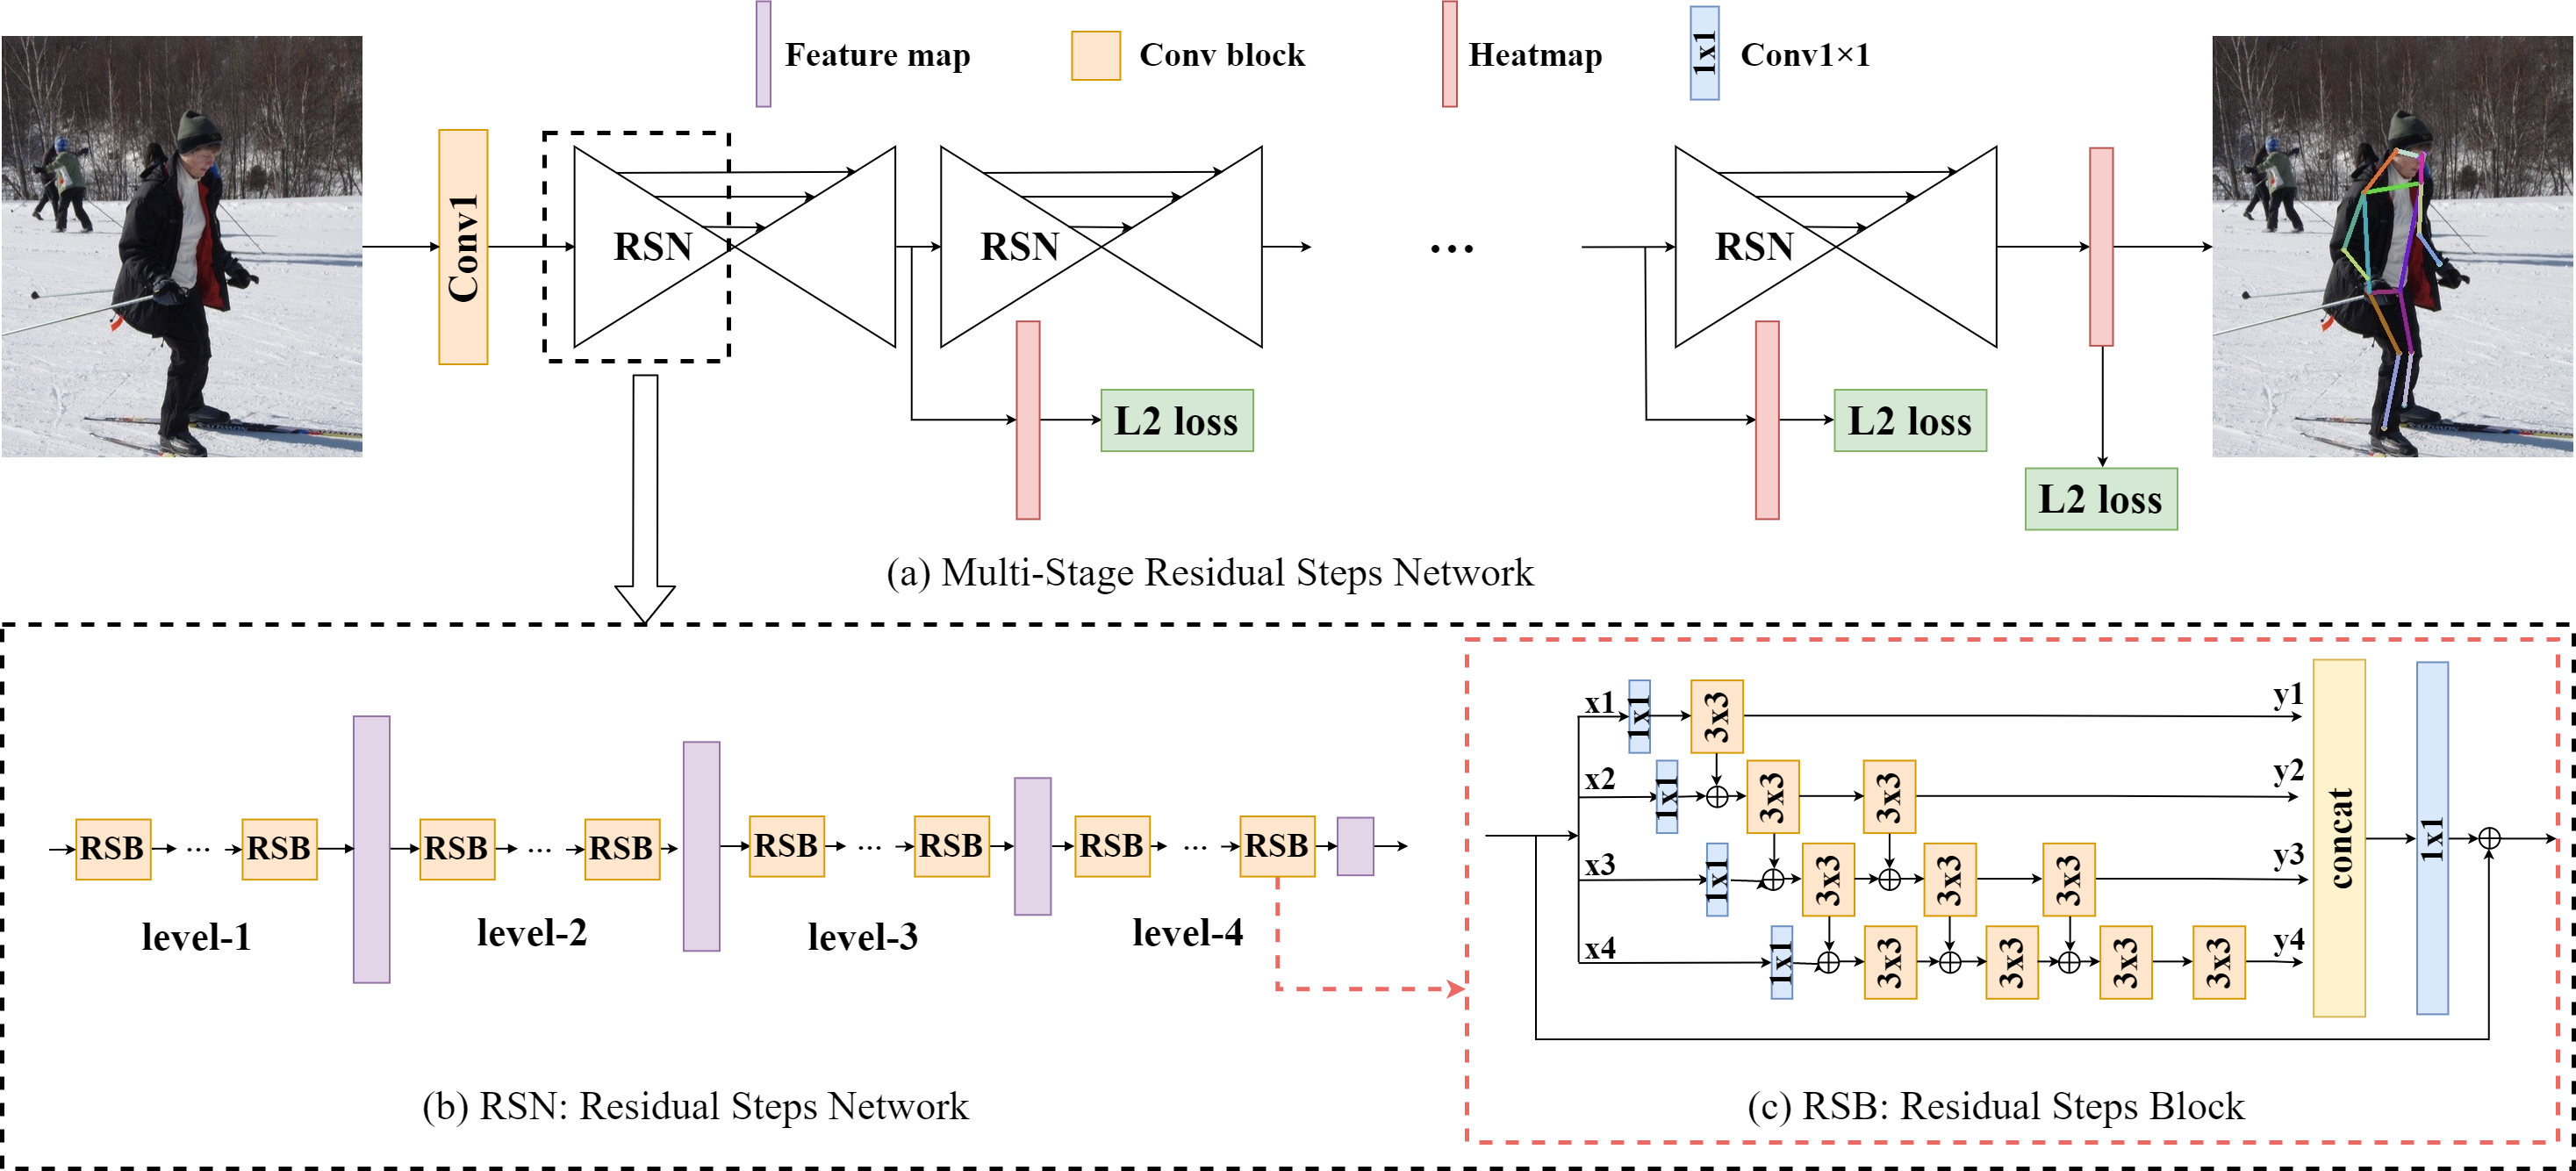 1x1
Feature map
Conv block
Heatmap
Conv1×1
Conv1
RSN
RSN
...
RSN
L2 loss
L2 loss
L2 loss
(a) Multi-Stage Residual Steps Network
RSB
...
RSB
RSB
...
RSB
RSB
...
RSB
RSB
...
RSB
level-1
level-2
level-3
level-4
(b) RSN: Residual Steps Network
x1
1x1
3x3
y1
x2
1x1
3x3
3x3
y2
x3
1x1
3x3
3x3
3x3
y3
x4
1x1
3x3
3x3
3x3
3x3
y4
concat
1x1
(c) RSB: Residual Steps Block